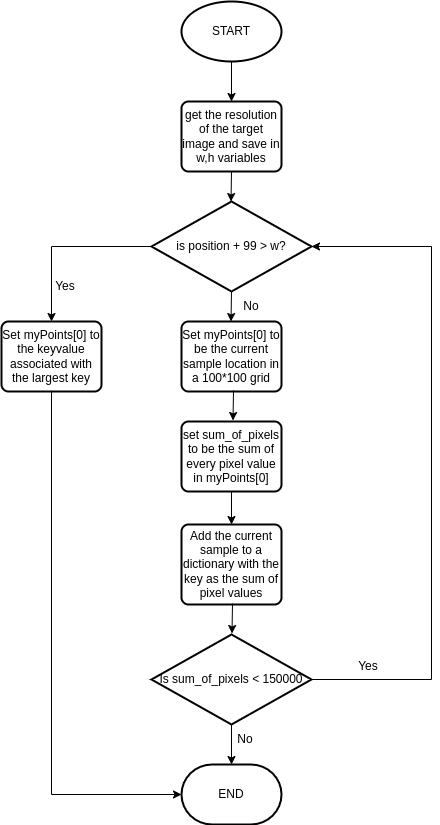 START
get the resolution
of the target
image and save in
w,h variables
is position + 99 > w?
Yes
No
Set myPoints[0] to
the keyvalue
associated with
the largest key
Set myPoints[0] to
be the current
sample location in
a 100*100 grid
set sum_of_pixels
to be the sum of
every pixel value
in myPoints[0]
Add the current
sample to a
dictionary with the
key as the sum of
pixel values
Is sum_of_pixels < 150000
Yes
No
END